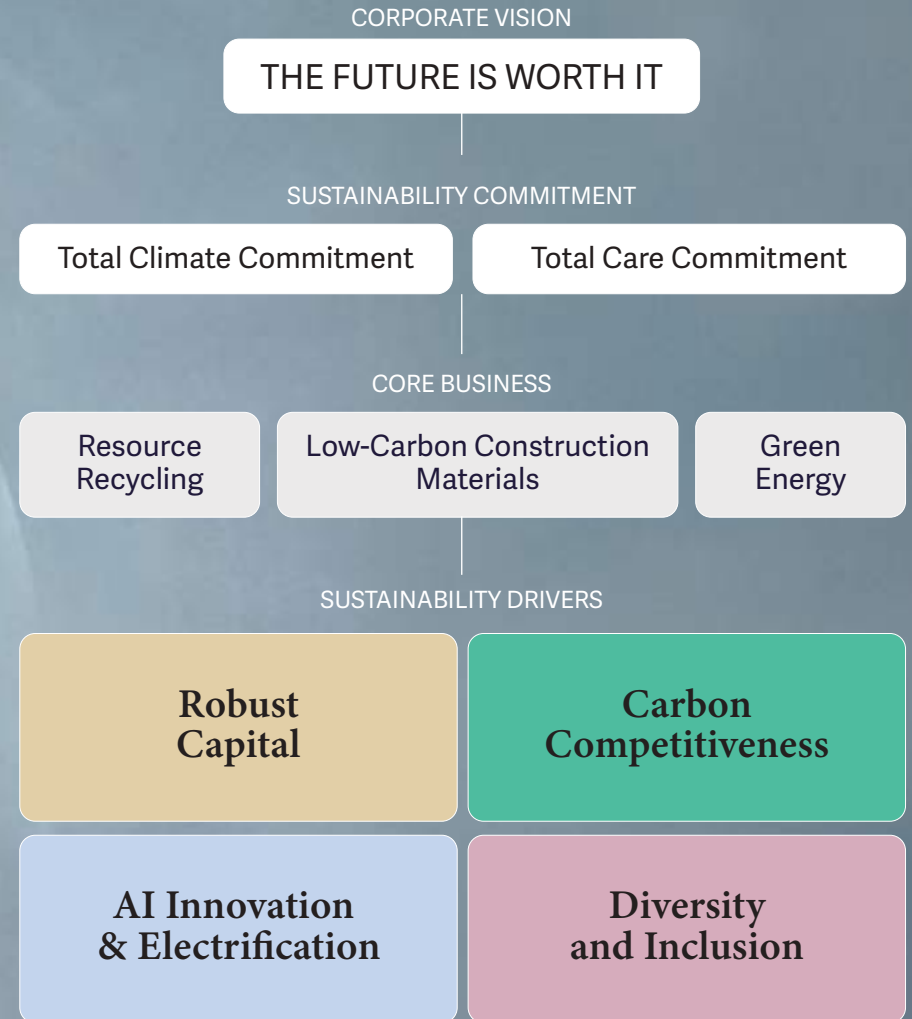 CORPORATE VISION
THE FUTURE IS WORTH IT
SUSTAINABILITY COMMITMENT
Total Climate Commitment
Total Care Commitment
CORE BUSINESS
Resource
Recycling
Low-Carbon Construction
Materials
Green
Energy
SUSTAINABILITY DRIVERS
Robust
Capital
Carbon
Competitiveness
AI Innovation
& Electrification
Diversity
and Inclusion